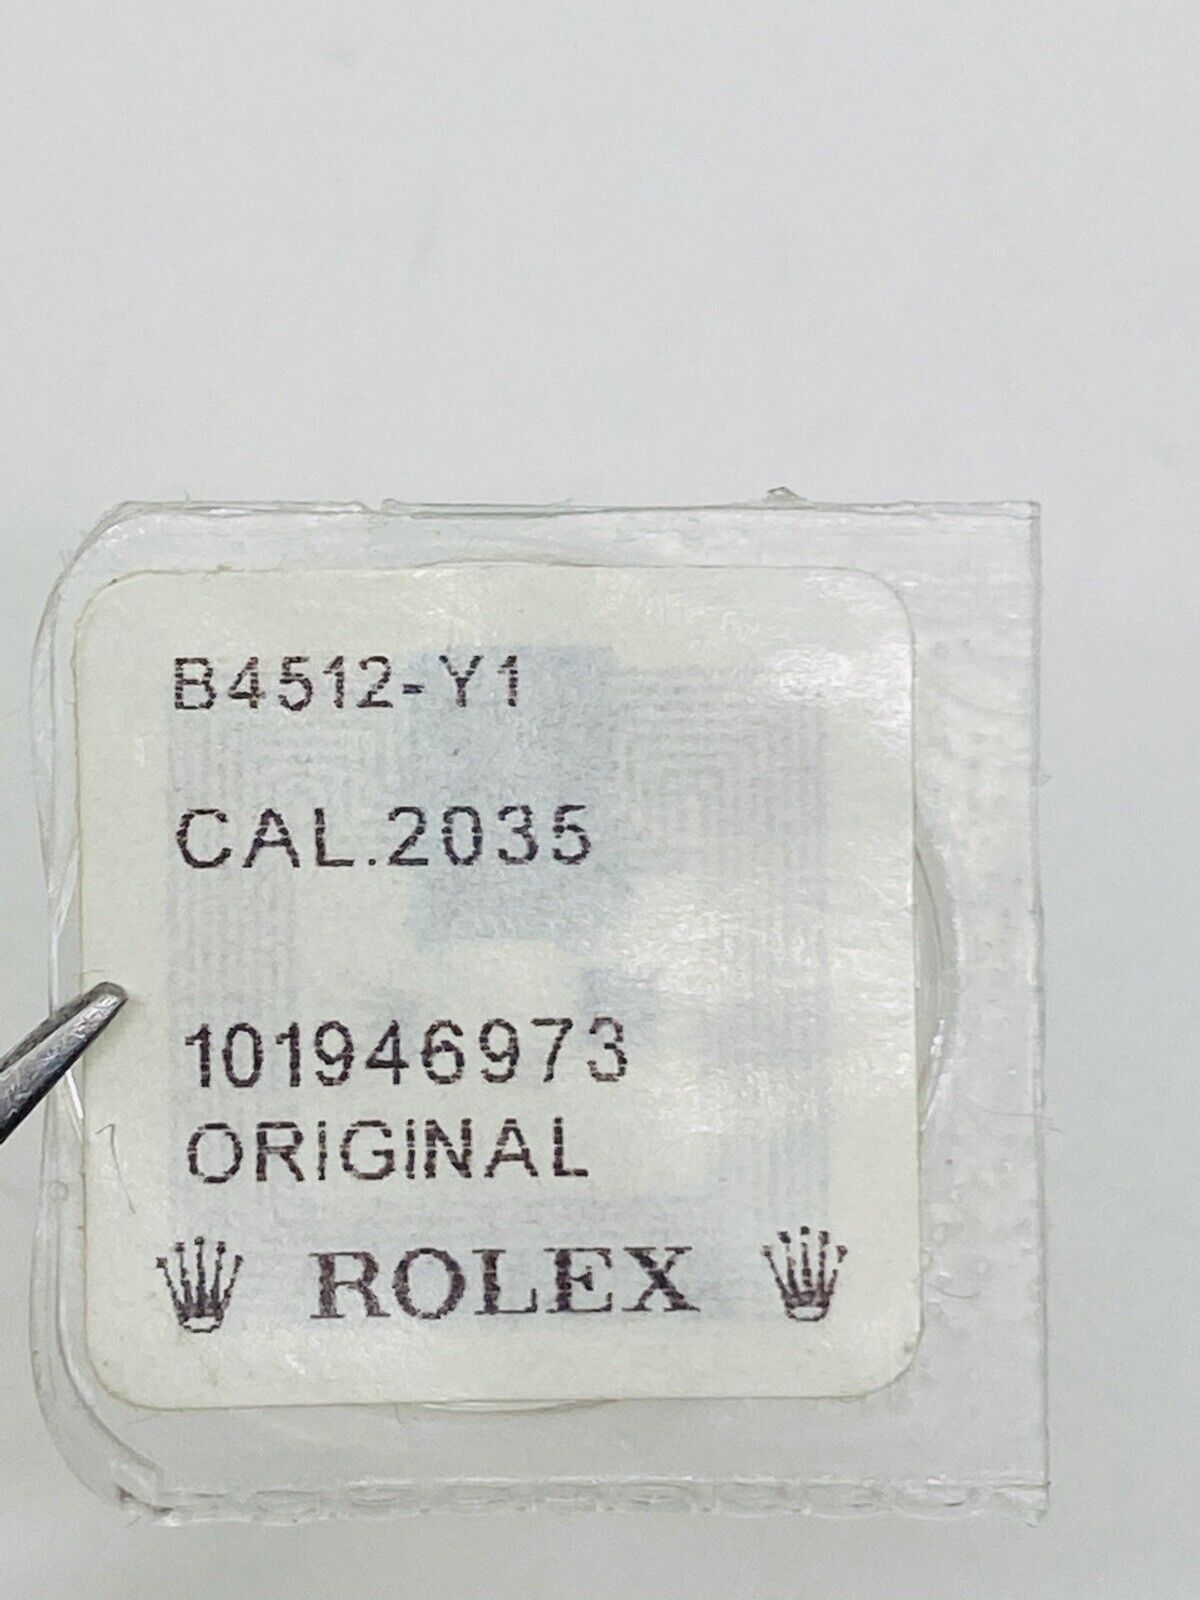 B4512-Y1
CAL.2035
101946973
ORIGINAL
ROLEX